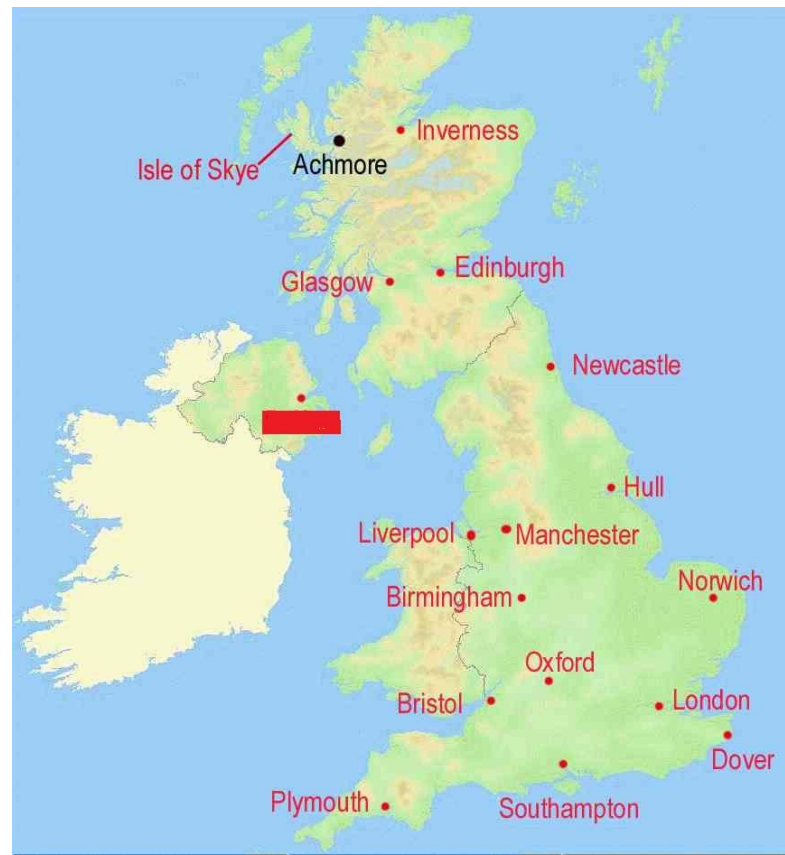 Inverness
Isle of Skye
Achmore
Edinburgh
Glasgow
Newcastle
Hull
Liverpool
Manchester
Norwich
Birmingham
Oxford
Bristol
London
Dover
Plymouth
Southampton